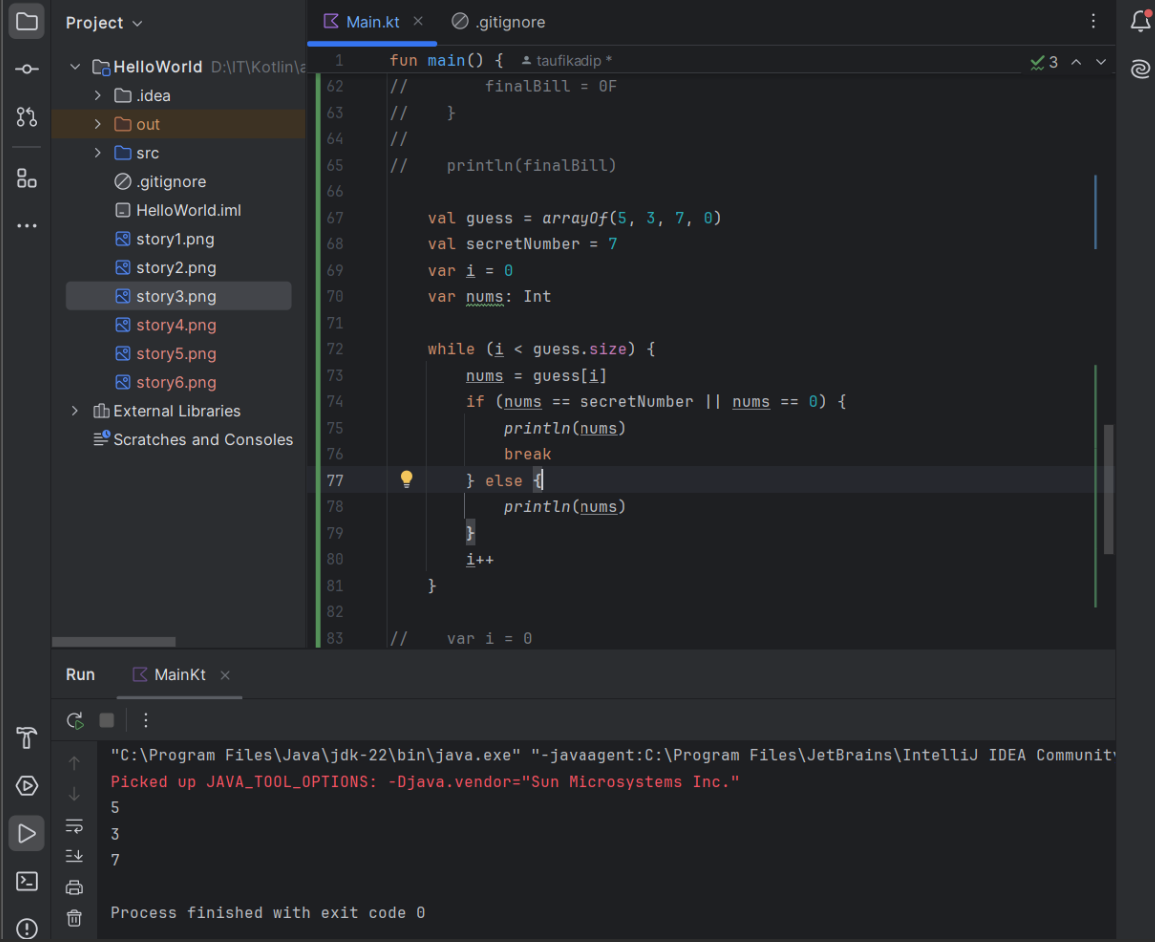 Project
Main.kt
.gitignore
HelloWorld D:\IT\Kotlin\
.idea
out
src
.gitignore
HelloWorld.iml
story1.png
story2.png
story3.png
story4.png
story5.png
story6.png
External Libraries
Scratches and Consoles
1 fun main() { taufikadip *
3
62 // finalBill = 0F
63 // }
64 //
65 // println(finalBill)
66
67 val guess = arrayOf(5, 3, 7, 0)
68 val secretNumber = 7
69 var i = 0
70 var nums: Int
71
72 while (i < guess.size) {
73 nums = guess[i]
74 if (nums == secretNumber || nums == 0) {
75 println(nums)
76 break
77 } else {
78 println(nums)
79 }
80 i++
81 }
82
83 // var i = 0
Run
MainKt
"C:\Program Files\Java\jdk-22\bin\java.exe" "-javaagent:C:\Program Files\JetBrains\IntelliJ IDEA Communit
Picked up JAVA_TOOL_OPTIONS: -Djava.vendor="Sun Microsystems Inc."
5
3
7
Process finished with exit code 0